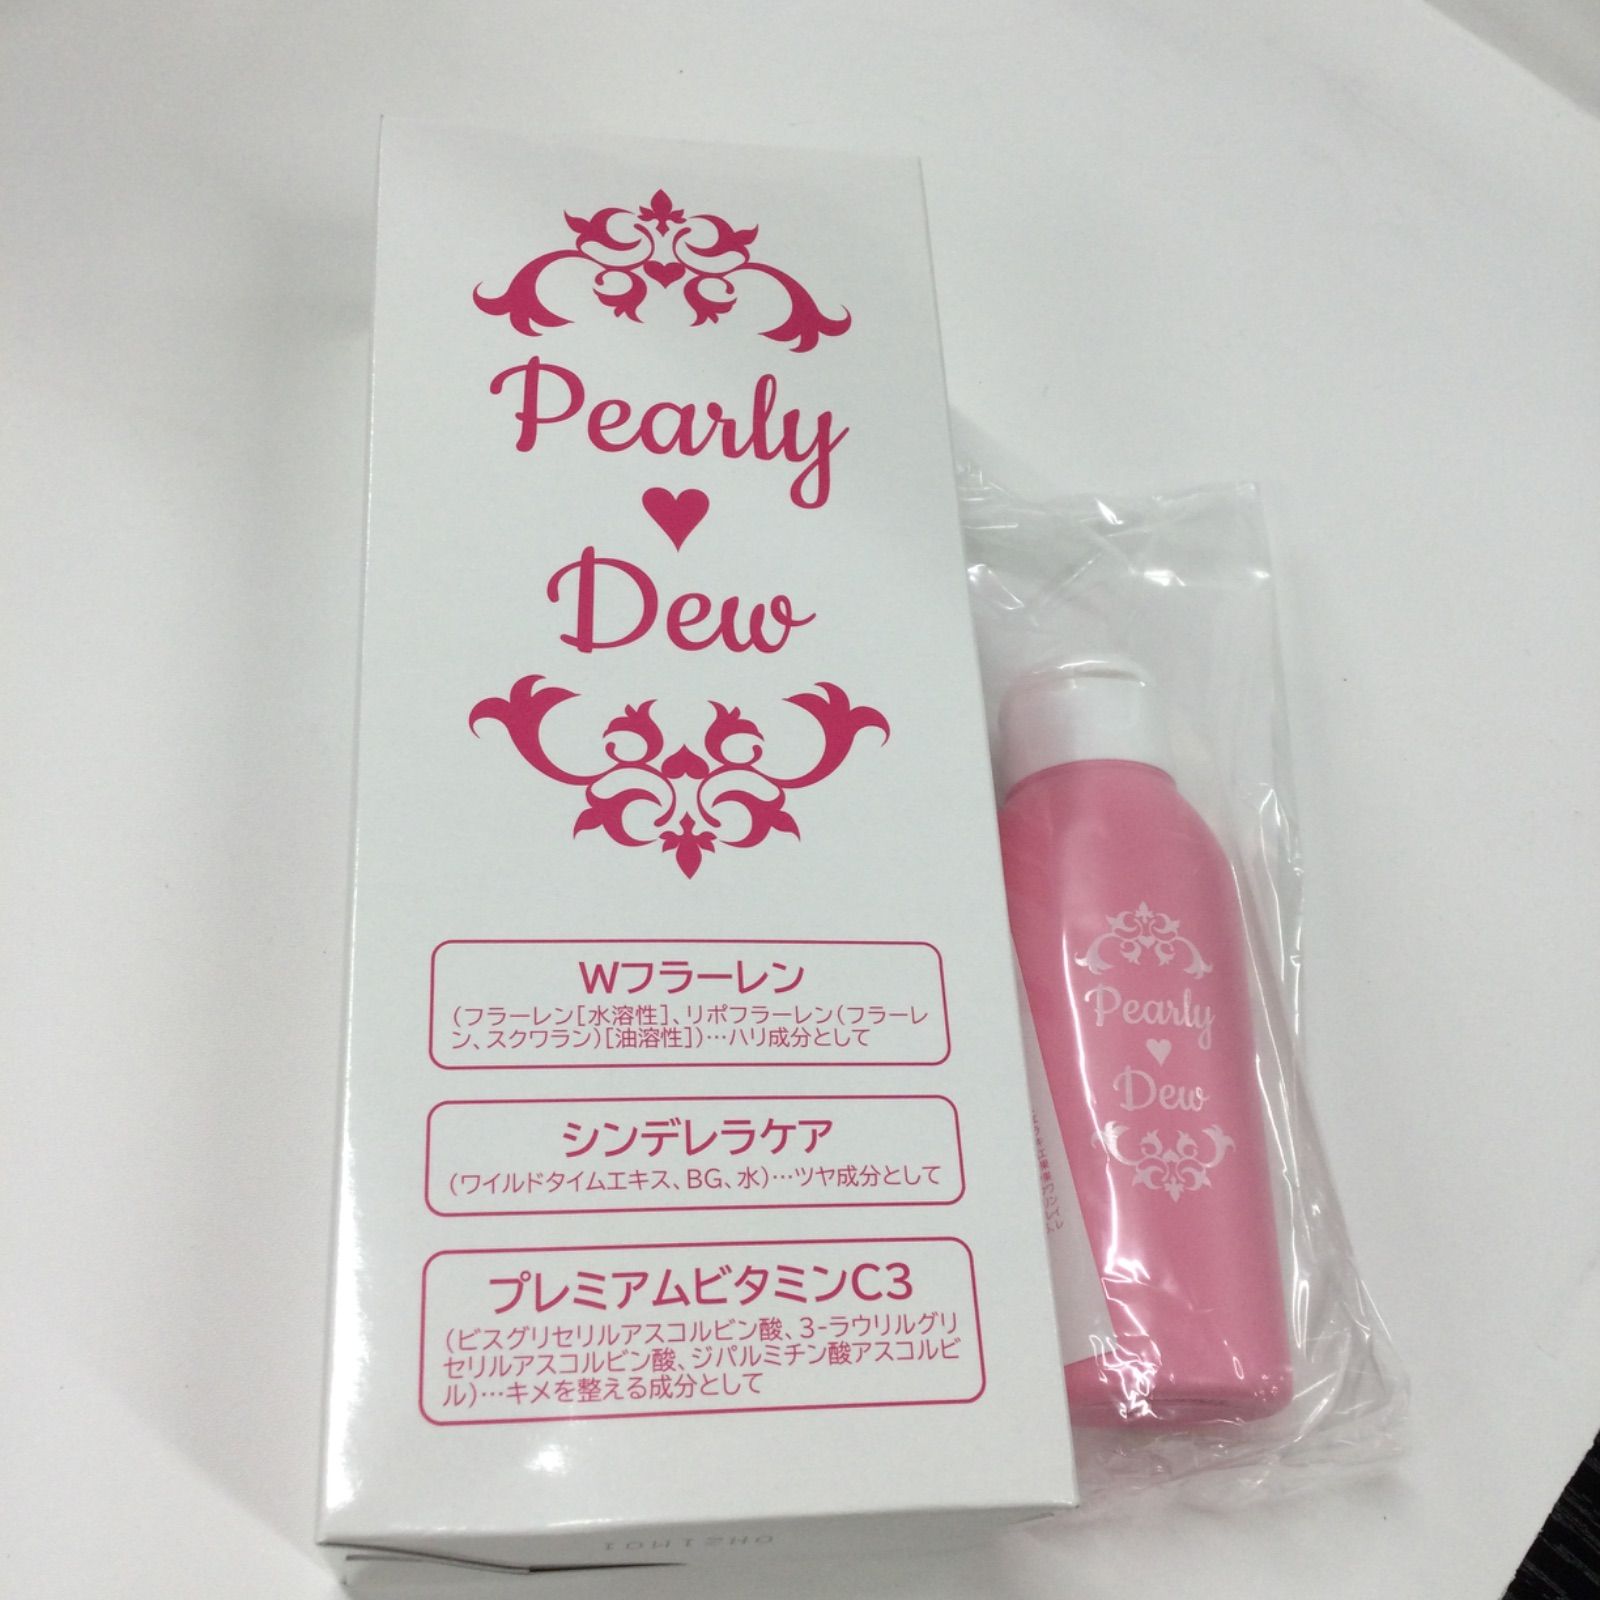 Pearly
♥
Dew
Wフラーレン
(フラーレン[水溶性]、リポフラーレン(フラーレ
ン、スクワラン)[油溶性])…ハリ成分として
シンデレラケア
(ワイルドタイムエキス、BG、水)…ツヤ成分として
プレミアムビタミンC3
(ビスグリセリルアスコルビン酸、3-ラウリルグリ
セリルアスコルビン酸、ジパルミチン酸アスコルビ
ル)…キメを整える成分として
Pearly
♥
Dew